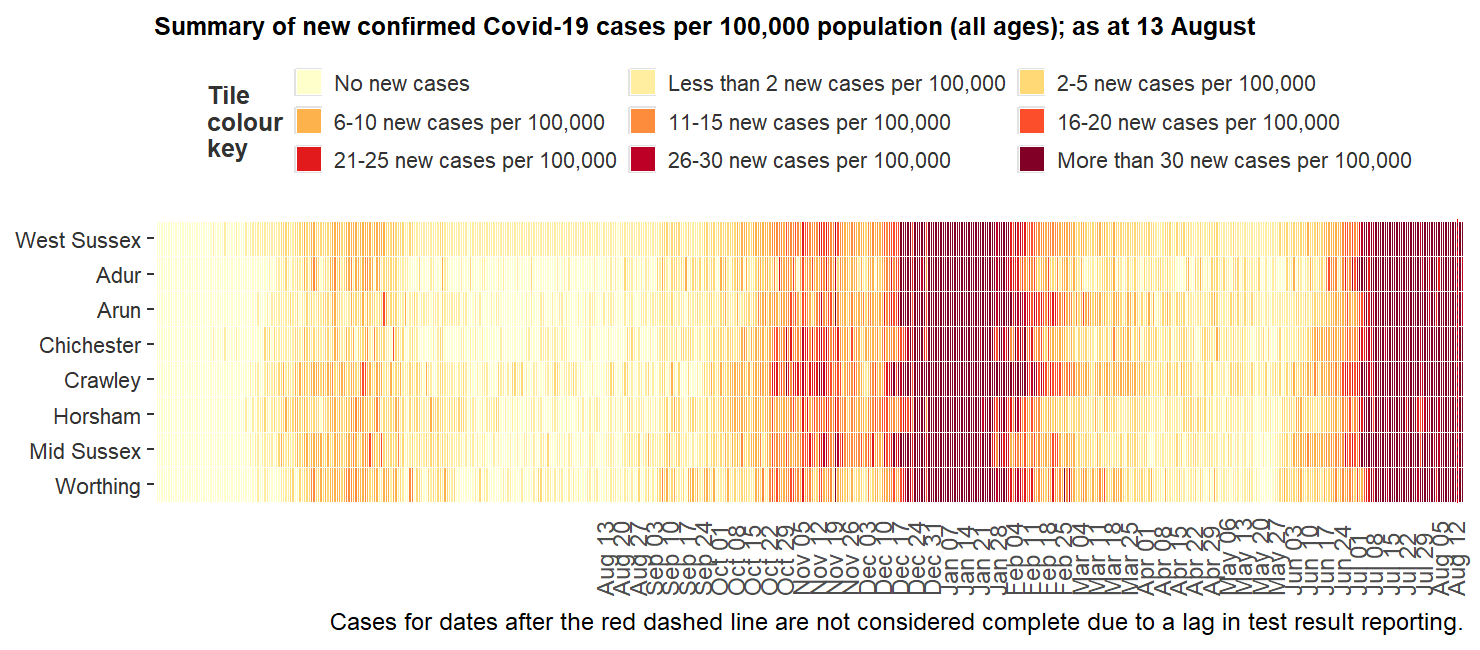 Summary of new confirmed Covid-19 cases per 100,000 population (all ages); as at 13 August
Tile
colour
key
No new cases
Less than 2 new cases per 100,000
2-5 new cases per 100,000
6-10 new cases per 100,000
11-15 new cases per 100,000
16-20 new cases per 100,000
21-25 new cases per 100,000
26-30 new cases per 100,000
More than 30 new cases per 100,000
West Sussex
Adur
Arun
Chichester
Crawley
Horsham
Mid Sussex
Worthing
Aug 13
Aug 20
Aug 27
Sep 03
Sep 10
Sep 17
Sep 24
Oct 01
Oct 08
Oct 15
Oct 22
Oct 29
Nov 05
Nov 12
Nov 19
Nov 26
Dec 03
Dec 10
Dec 17
Dec 24
Dec 31
Jan 07
Jan 14
Jan 21
Jan 28
Feb 04
Feb 11
Feb 18
Feb 25
Mar 04
Mar 11
Mar 18
Mar 25
Apr 01
Apr 08
Apr 15
Apr 22
Apr 29
May 06
May 13
May 20
May 27
Jun 03
Jun 10
Jun 17
Jun 24
Jul 01
Jul 08
Jul 15
Jul 22
Jul 29
Aug 05
Aug 12
Cases for dates after the red dashed line are not considered complete due to a lag in test result reporting.